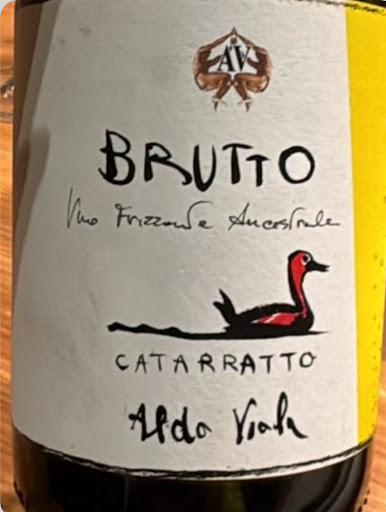 AV
BRUTTO
Vino Frizzante Ancestrale
CATARRATTO
Aldo Viola